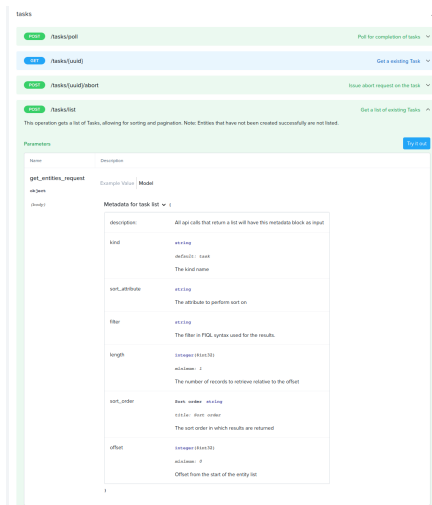 tasks
POST /tasks/poll Poll for completion of tasks
GET /tasks/{uuid} Get a existing Task
POST /tasks/{uuid}/abort Issue abort request on the task
POST /tasks/list Get a list of existing Tasks
This operation gets a list of Tasks, allowing for sorting and pagination. Note: Entities that have not been created successfully are not listed.
Parameters Try it out
Name Description
get_entities_request
object
(body)
Example Value Model
Metadata for task list {
description: All api calls that return a list will have this metadata block as input
kind string
default: task
The kind name
sort_attribute string
The attribute to perform sort on
filter string
The filter in FIQL syntax used for the results.
length integer(int32)
minimum: 1
The number of records to retrieve relative to the offset
sort_order Sort order string
title: Sort order
The sort order in which results are returned
offset integer(int32)
minimum: 0
Offset from the start of the entity list
}